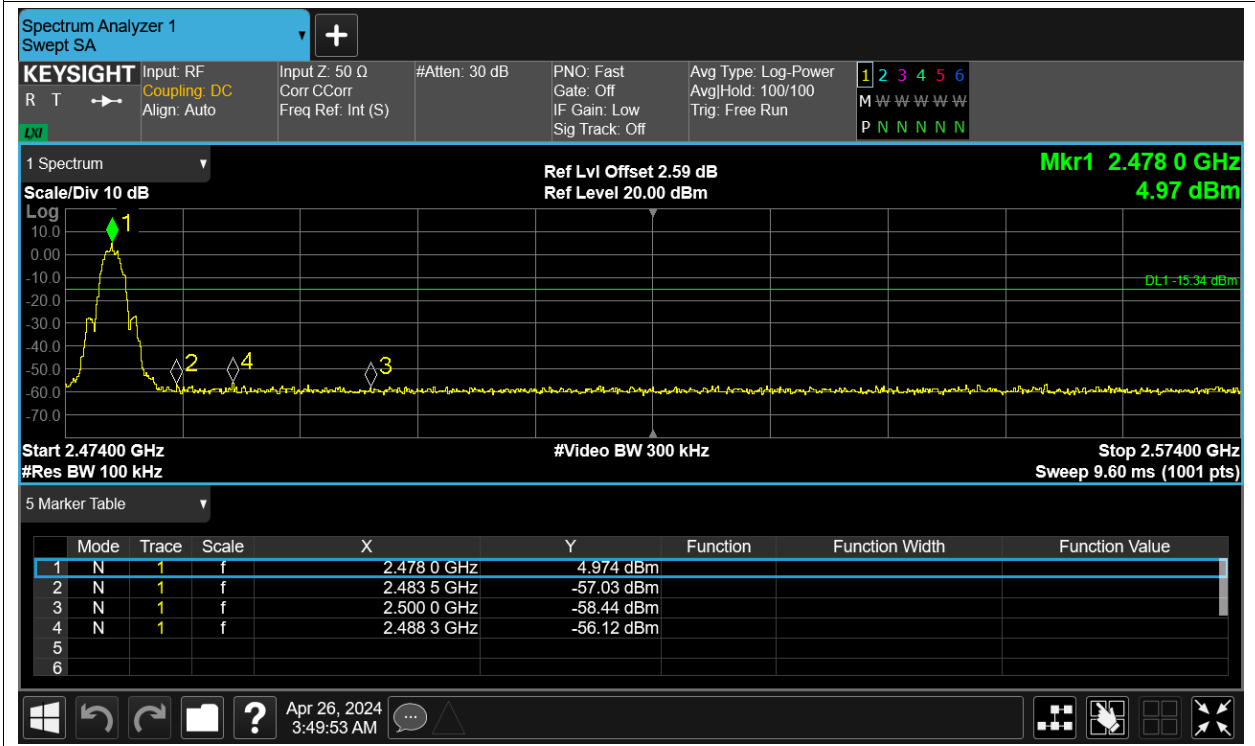 Spectrum Analyzer 1
Swept SA
+
KEYSIGHT Input: RF Input Z: 50 Ω #Atten: 30 dB PNO: Fast Avg Type: Log-Power 1 2 3 4 5 6
R T Coupling: DC Corr CCorr Gate: Off Avg|Hold: 100/100 M W W W W W
Align: Auto Freq Ref: Int (S) IF Gain: Low Trig: Free Run
LXI Sig Track: Off P N N N N N
1 Spectrum Ref Lvl Offset 2.59 dB Mkr1 2.478 0 GHz
Scale/Div 10 dB Ref Level 20.00 dBm 4.97 dBm
Log
1
10.0
0.00
-10.0
DL1 -15.34 dBm
-20.0
-30.0
-40.0
2 4 3
-50.0
-60.0
-70.0
Start 2.47400 GHz #Video BW 300 kHz Stop 2.57400 GHz
#Res BW 100 kHz Sweep 9.60 ms (1001 pts)
5 Marker Table
Mode Trace Scale X Y Function Function Width Function Value
1 N 1 f 2.478 0 GHz 4.974 dBm
2 N 1 f 2.483 5 GHz -57.03 dBm
3 N 1 f 2.500 0 GHz -58.44 dBm
4 N 1 f 2.488 3 GHz -56.12 dBm
5
6
? Apr 26, 2024
3:49:53 AM